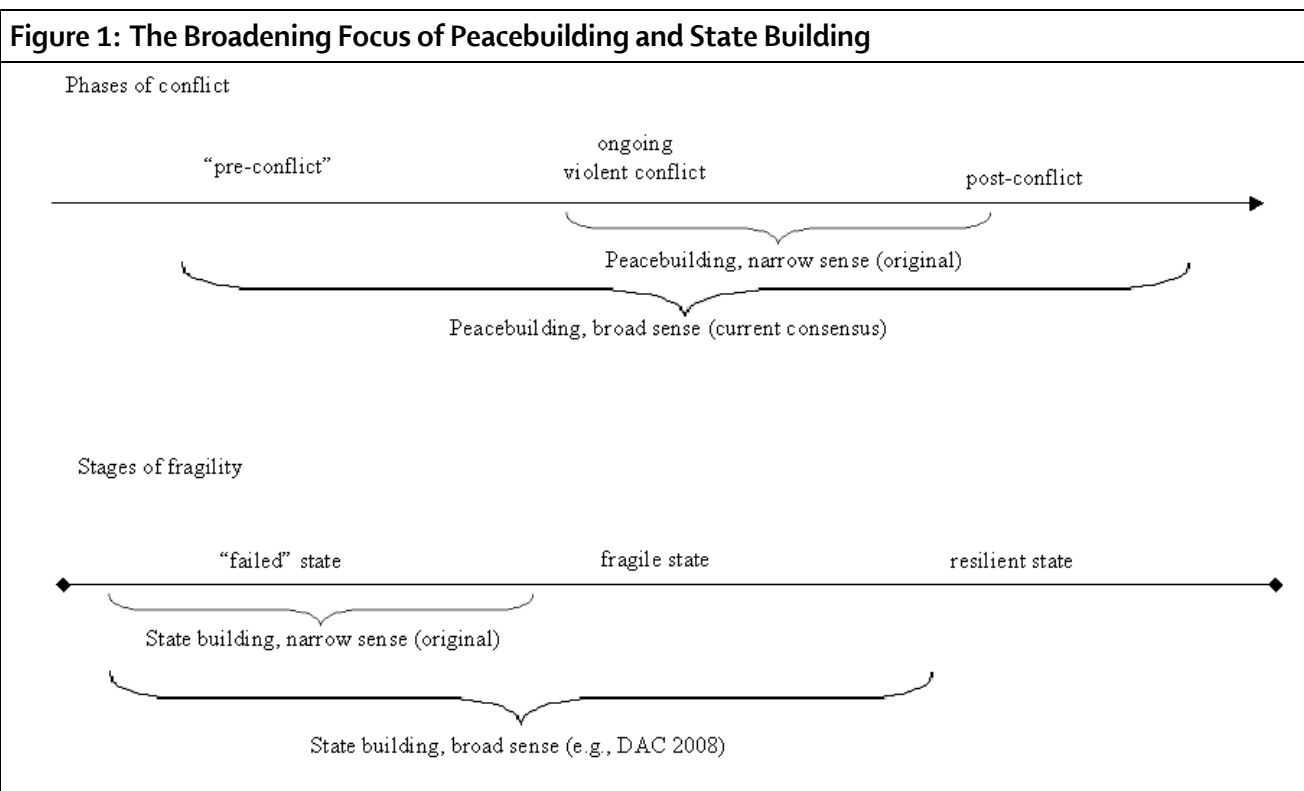 Figure 1: The Broadening Focus of Peacebuilding and State Building
Phases of conflict
“pre-conflict”
ongoing
violent conflict
post-conflict
Peacebuilding, narrow sense (original)
Peacebuilding, broad sense (current consensus)
Stages of fragility
“failed” state
fragile state
resilient state
State building, narrow sense (original)
State building, broad sense (e.g., DAC 2008)